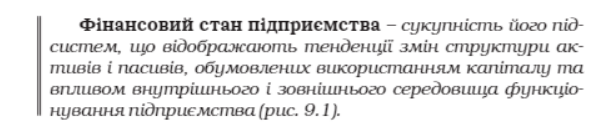 Фінансовий стан підприємства – сукупність його під-
систем, що відображають тенденції змін структури ак-
тивів і пасивів, обумовлених використанням капіталу та
впливом внутрішнього і зовнішнього середовища функціо-
нування підприємства (рис. 9.1).